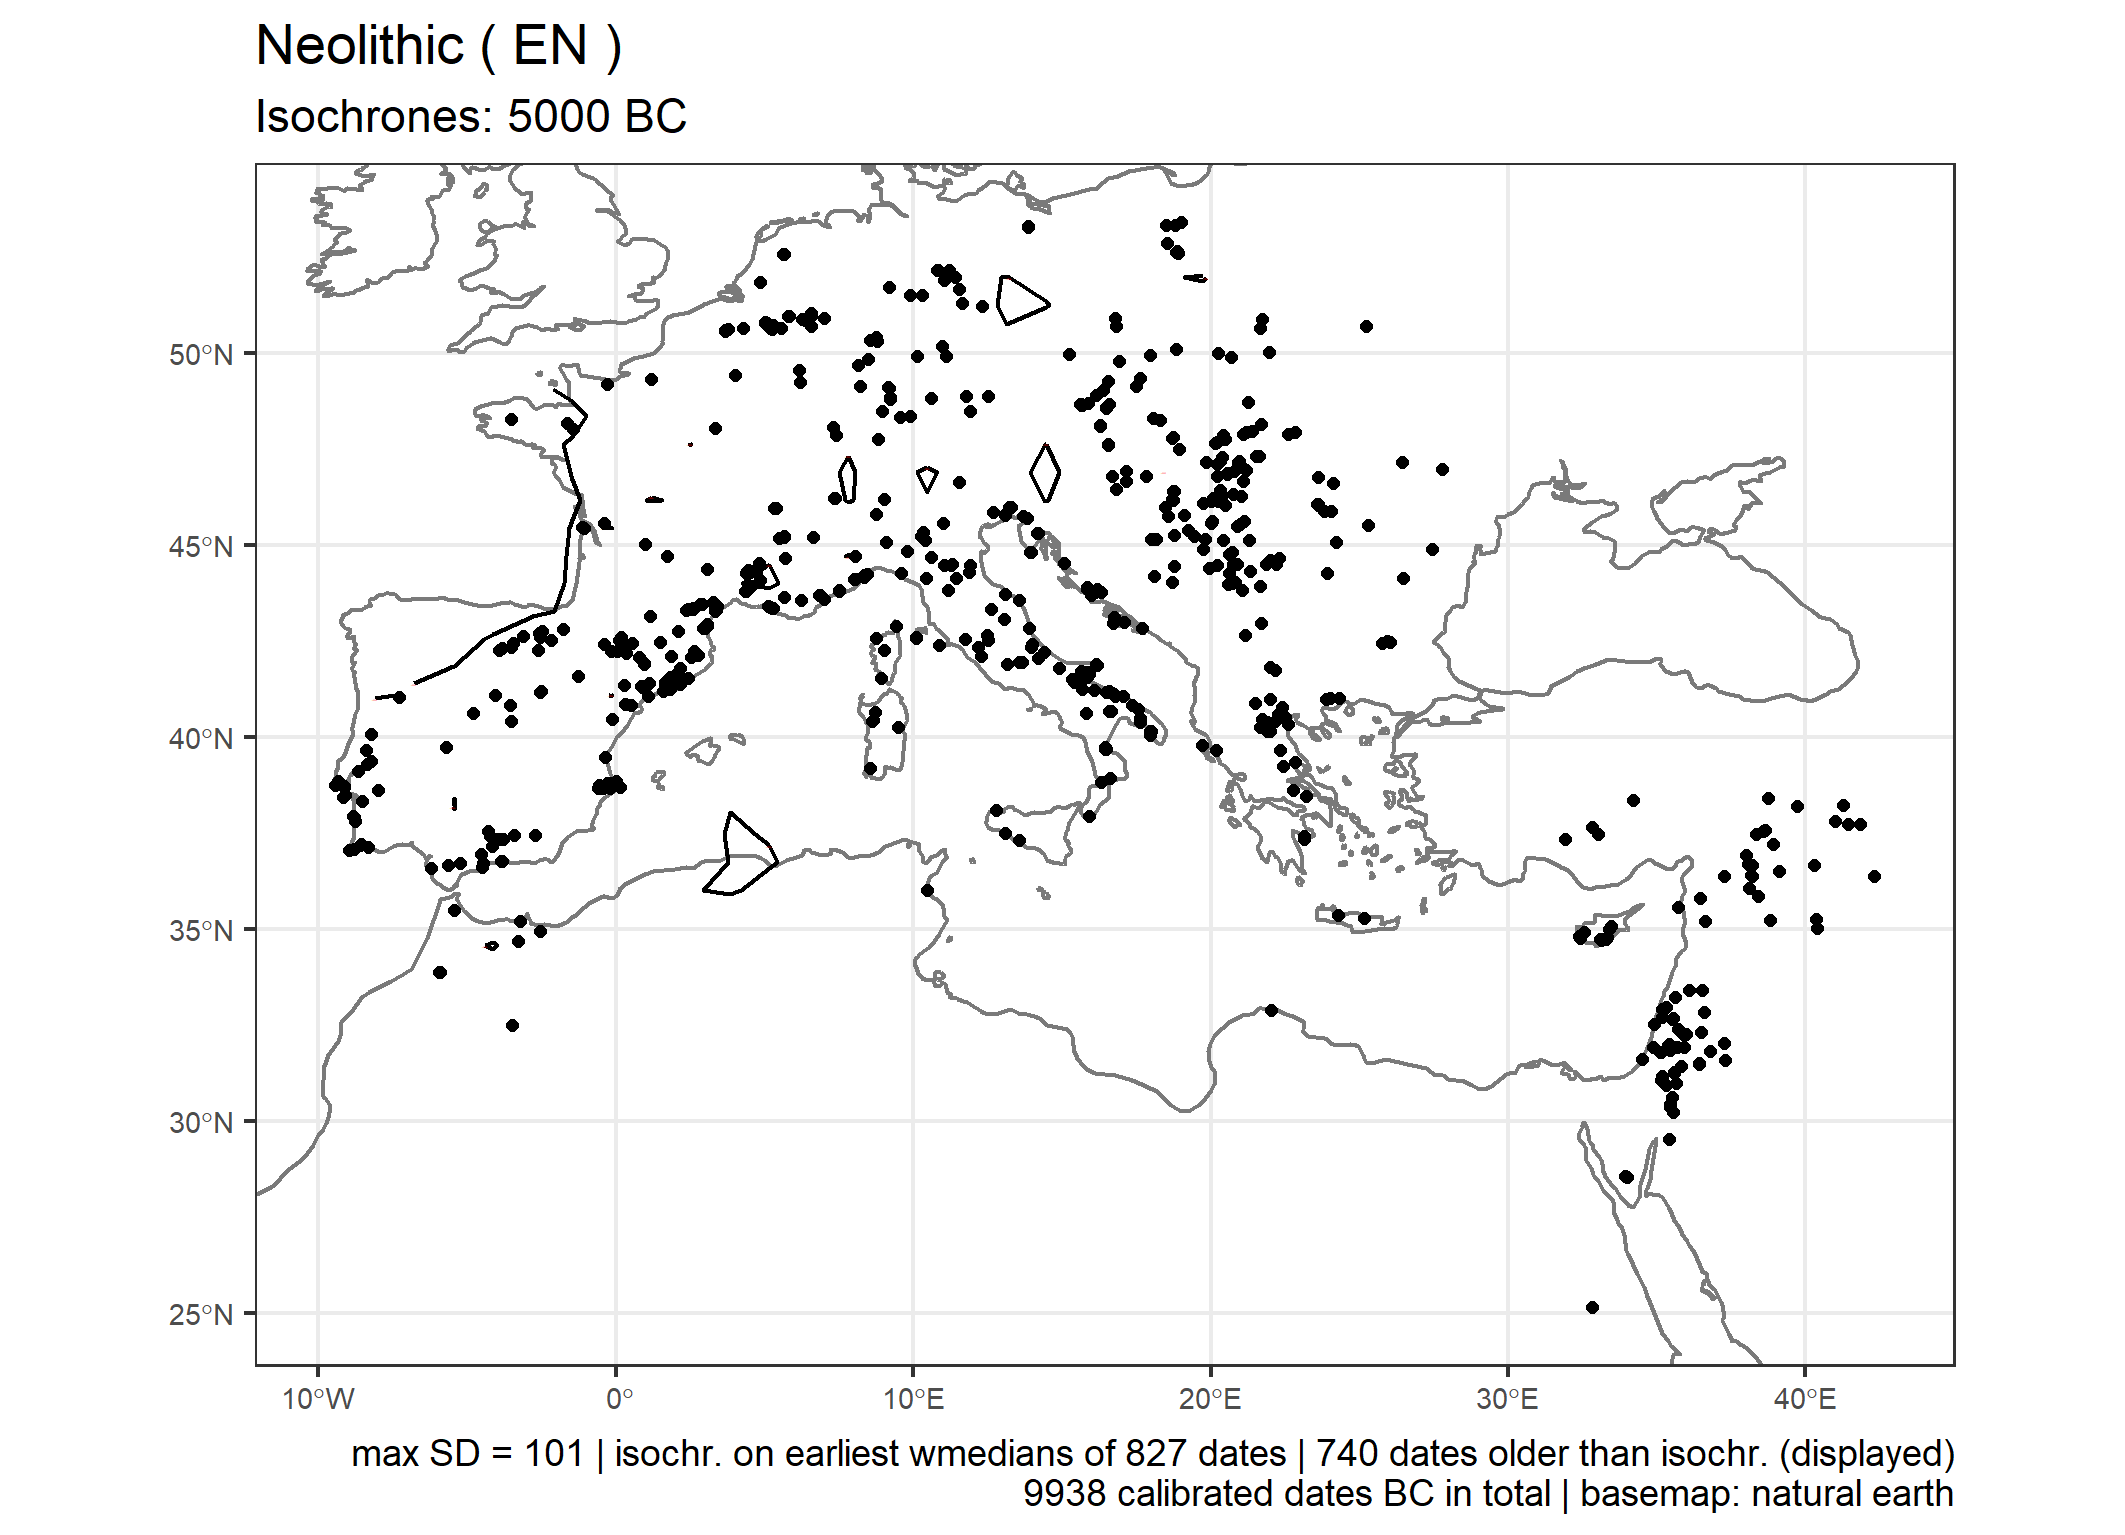 Neolithic ( EN )
Isochrones: 5000 BC
50°N
45°N
40°N
35°N
30°N
25°N
10°W
0°
10°E
20°E
30°E
40°E
max SD = 101 | isochr. on earliest wmedians of 827 dates | 740 dates older than isochr. (displayed)
9938 calibrated dates BC in total | basemap: natural earth